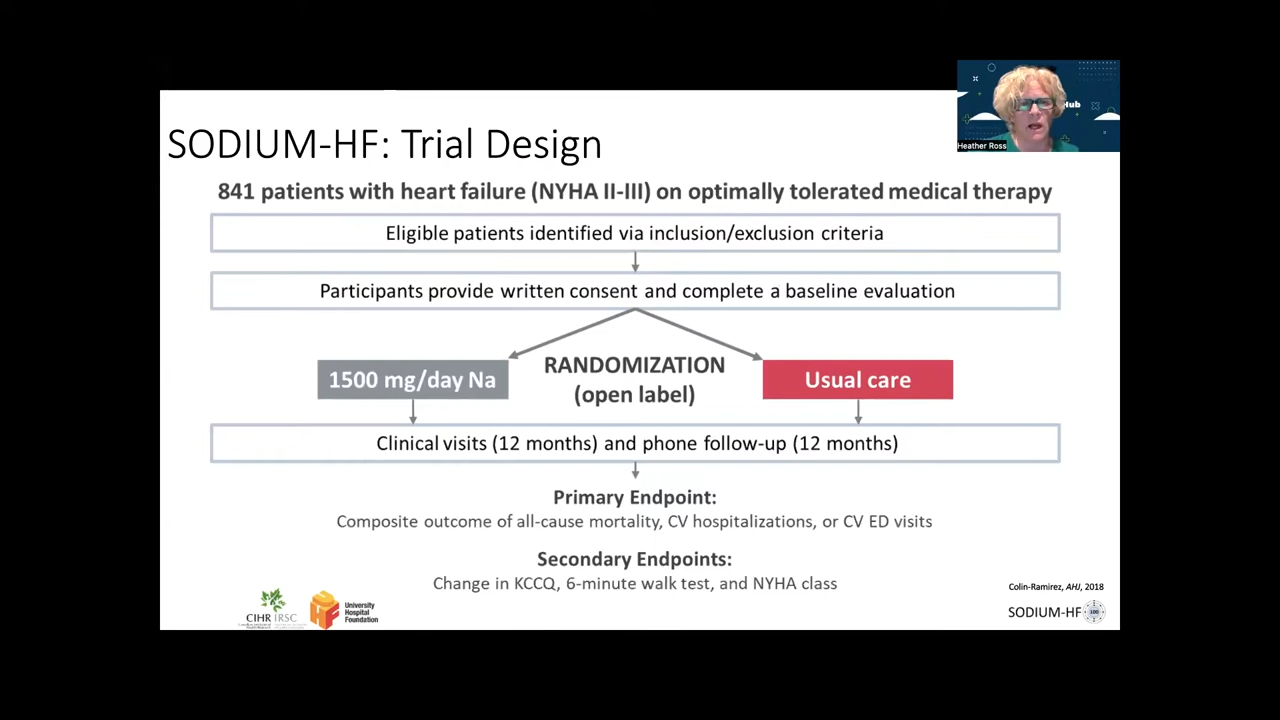 Hub
Heather Ross
SODIUM-HF: Trial Design
841 patients with heart failure (NYHA II-III) on optimally tolerated medical therapy
Eligible patients identified via inclusion/exclusion criteria
Participants provide written consent and complete a baseline evaluation
RANDOMIZATION
(open label)
1500 mg/day Na
Usual care
Clinical visits (12 months) and phone follow-up (12 months)
Primary Endpoint:
Composite outcome of all-cause mortality, CV hospitalizations, or CV ED visits
Secondary Endpoints:
Change in KCCQ, 6-minute walk test, and NYHA class
Colin-Ramirez, AHJ, 2018
SODIUM-HF
CIHR IRSC
University
Hospital
Foundation